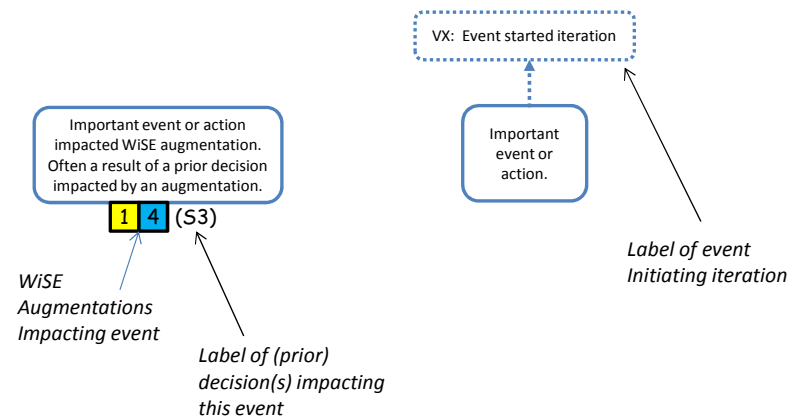 VX: Event started iteration
Important event or action
impacted WiSE augmentation.
Often a result of a prior decision
impacted by an augmentation.
1 4 (S3)
Important
event or
action.
WiSE
Augmentations
Impacting event
Label of (prior)
decision(s) impacting
this event
Label of event
Initiating iteration